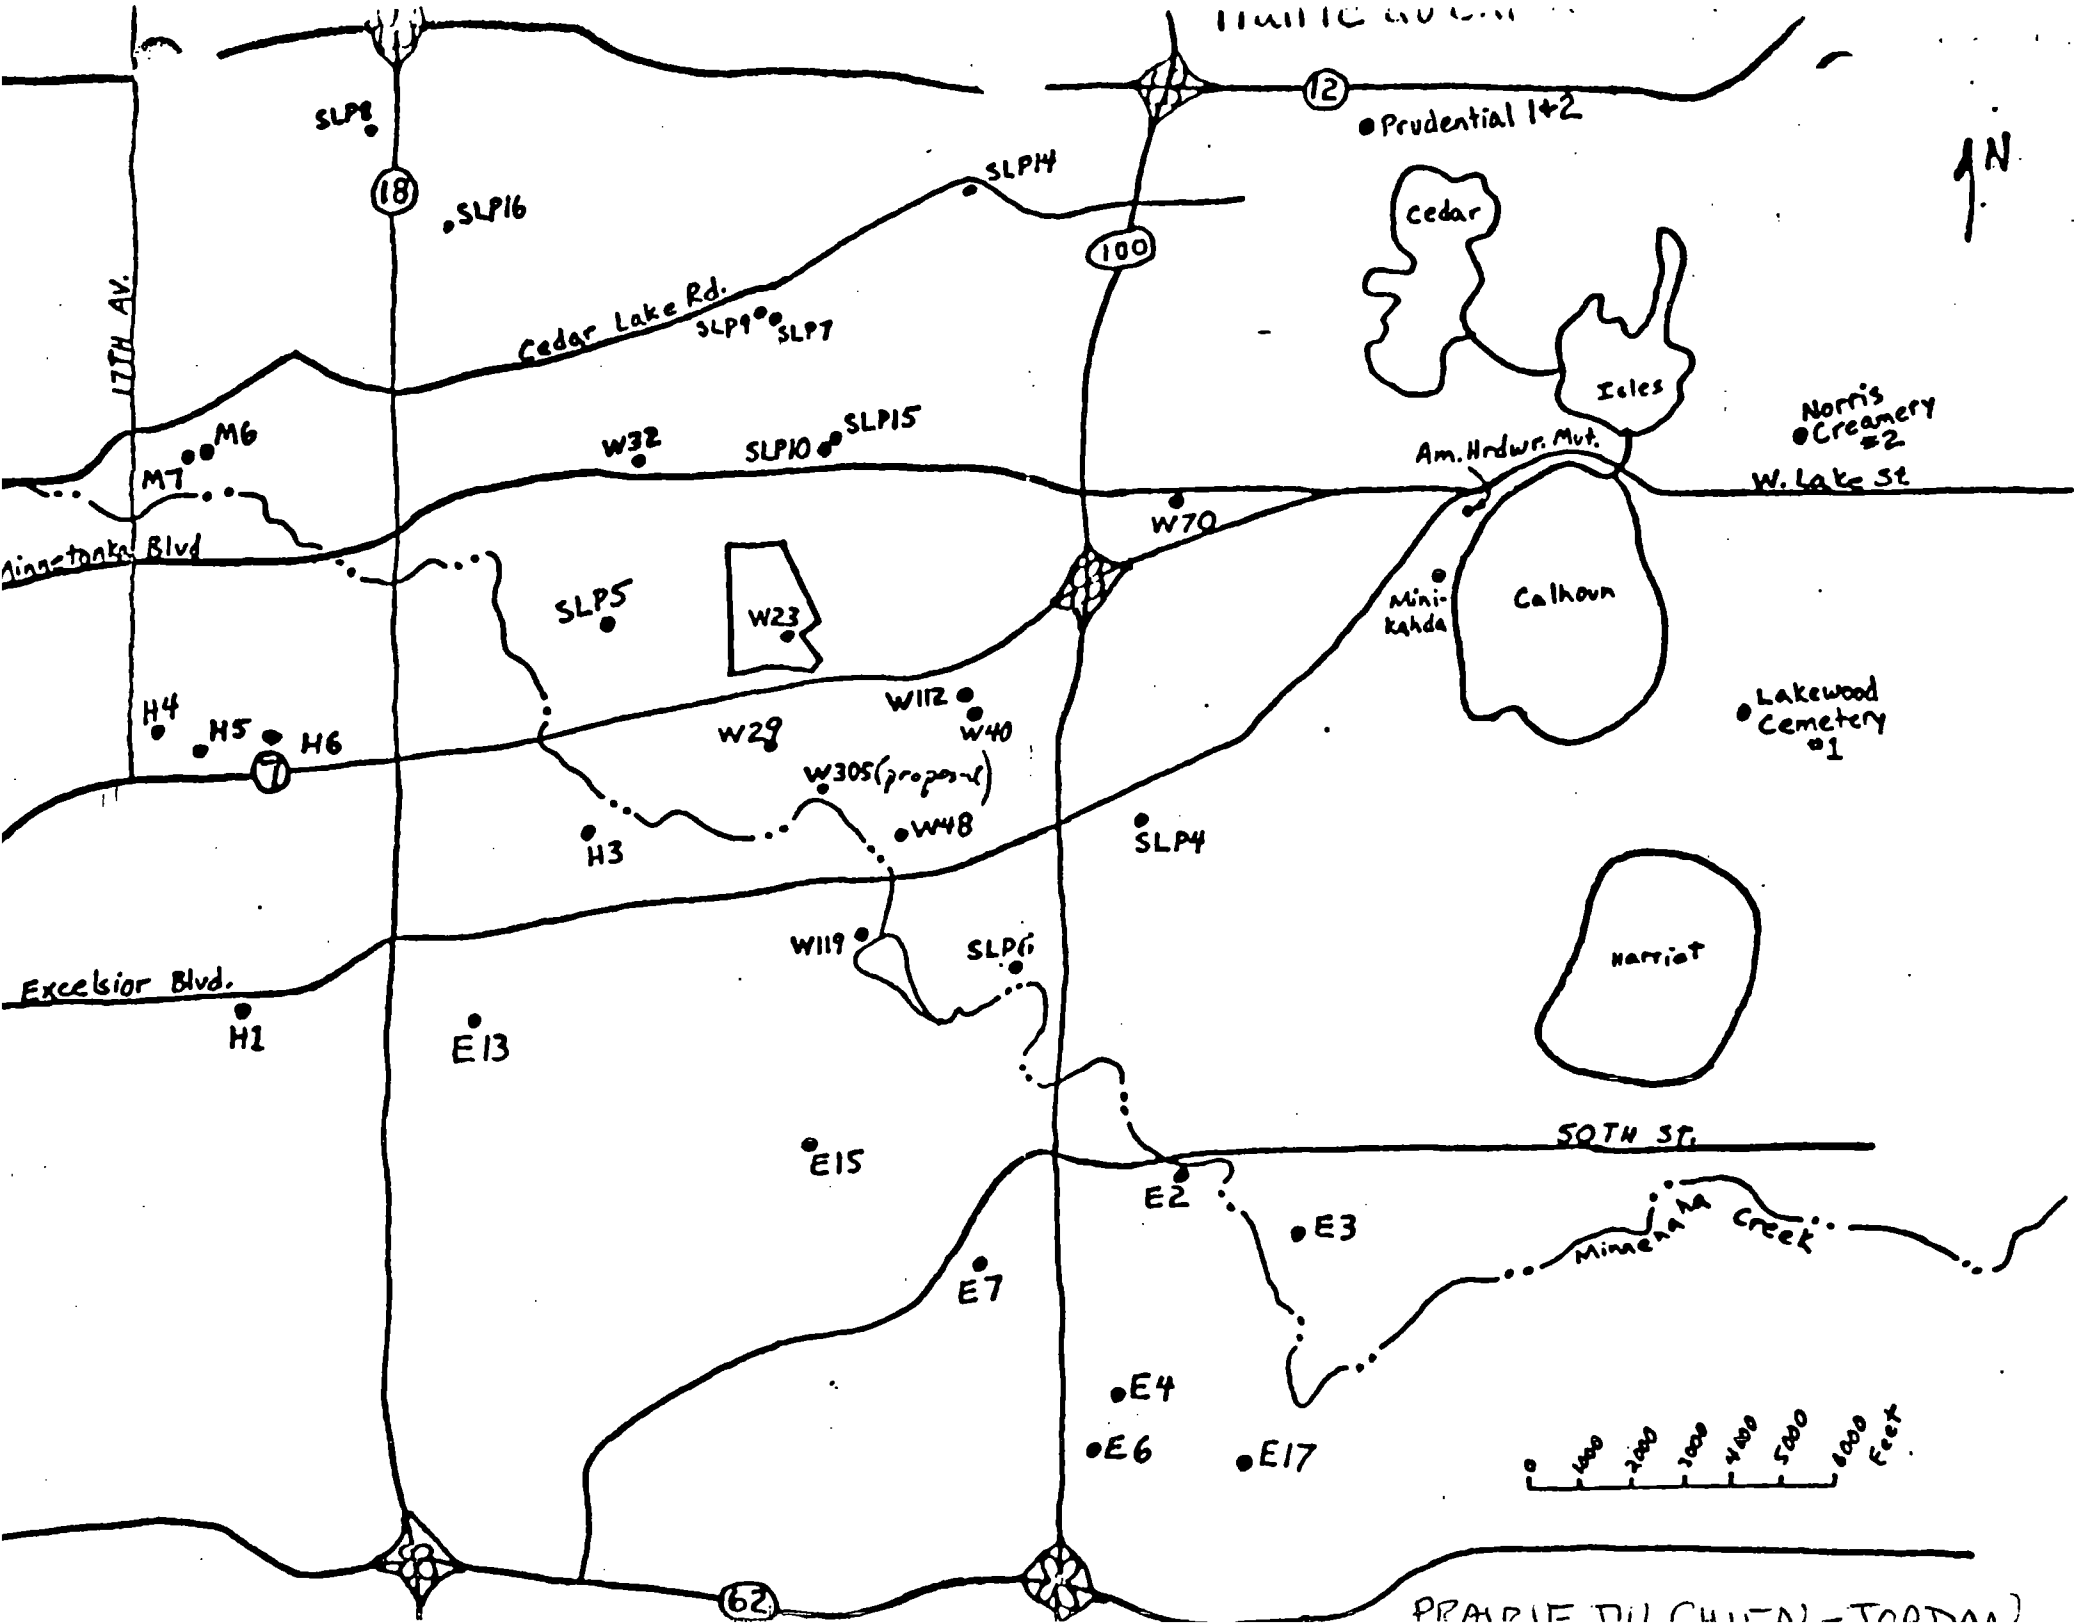 12
SLP8
Prudential 1+2
N
SLP14
18
SLP16
Cedar
100
17TH AV.
Cedar Lake Rd.
SLP9
SLP7
Isles
Norris
Creamery
#2
M6
M7
W32
SLP15
SLP10
Am. Hrdwr. Mut.
W. Lake St
W70
Minnetonka Blvd
SLP5
W23
Mini-
kahda
Calhoun
H4
H5
H6
7
W112
W29
W40
Lakewood
Cemetery
#1
W305 (proposed)
H3
W48
SLP4
W119
SLP6
Harriet
Excelsior Blvd.
H1
E13
E15
50TH ST.
E2
E3
Minnehaha Creek
E7
E4
E6
E17
0 1000 2000 3000 4000 5000 6000
Feet
62
PRAIRIE DU CHIEN-JORDAN